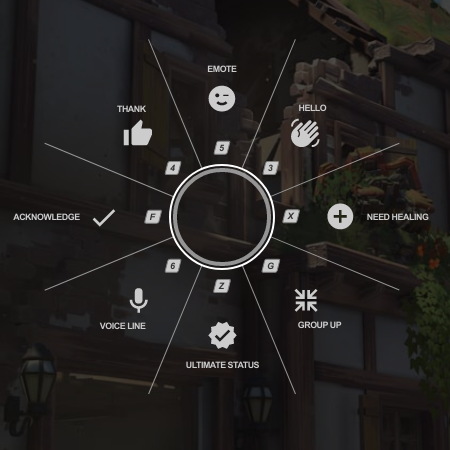 EMOTE
THANK
HELLO
5
4
3
ACKNOWLEDGE
F
X
NEED HEALING
6
G
Z
VOICE LINE
GROUP UP
ULTIMATE STATUS